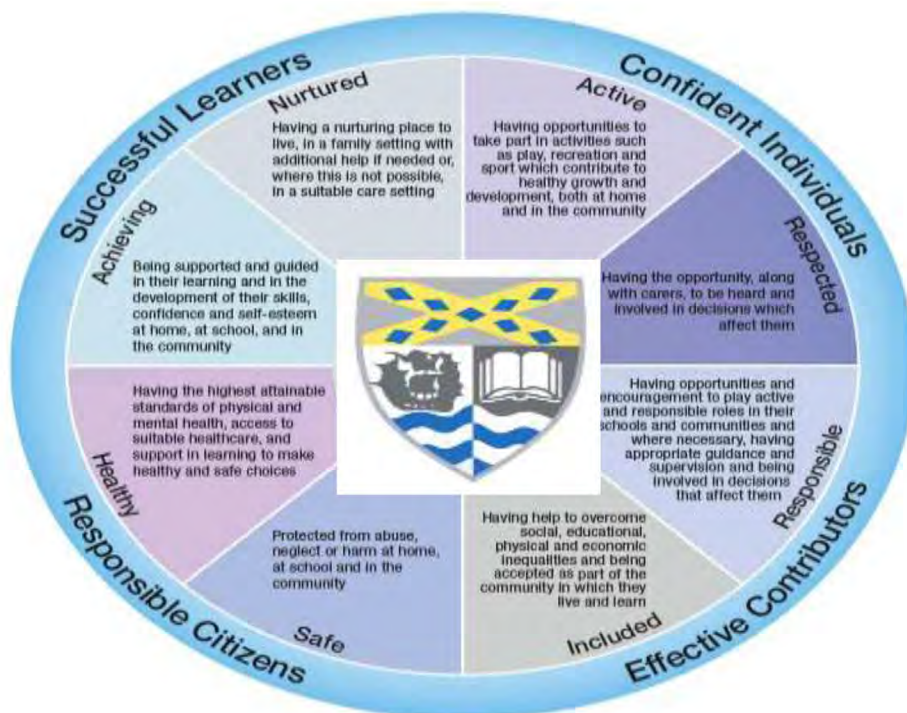 Successful Learners
Confident Individuals
Nurtured
Having a nurturing place to
live, in a family setting with
additional help if needed or,
where this is not possible,
in a suitable care setting
Active
Having opportunities to
take part in activities such
as play, recreation and
sport which contribute to
healthy growth and
development, both at home
and in the community
Achieving
Being supported and guided
in their learning and in the
development of their skills,
confidence and self-esteem
at home, at school, and in
the community
Respected
Having the opportunity, along
with carers, to be heard and
involved in decisions which
affect them
Healthy
Having the highest attainable
standards of physical and
mental health, access to
suitable healthcare, and
support in learning to make
healthy and safe choices
Responsible
Having opportunities and
encouragement to play active
and responsible roles in their
schools and communities and
where necessary, having
appropriate guidance and
supervision and being
involved in decisions
that affect them
Protected from abuse,
neglect or harm at home,
at school and in the
community
Safe
Having help to overcome
social, educational,
physical and economic
inequalities and being
accepted as part of the
community in which they
live and learn
Included
Responsible Citizens
Effective Contributors